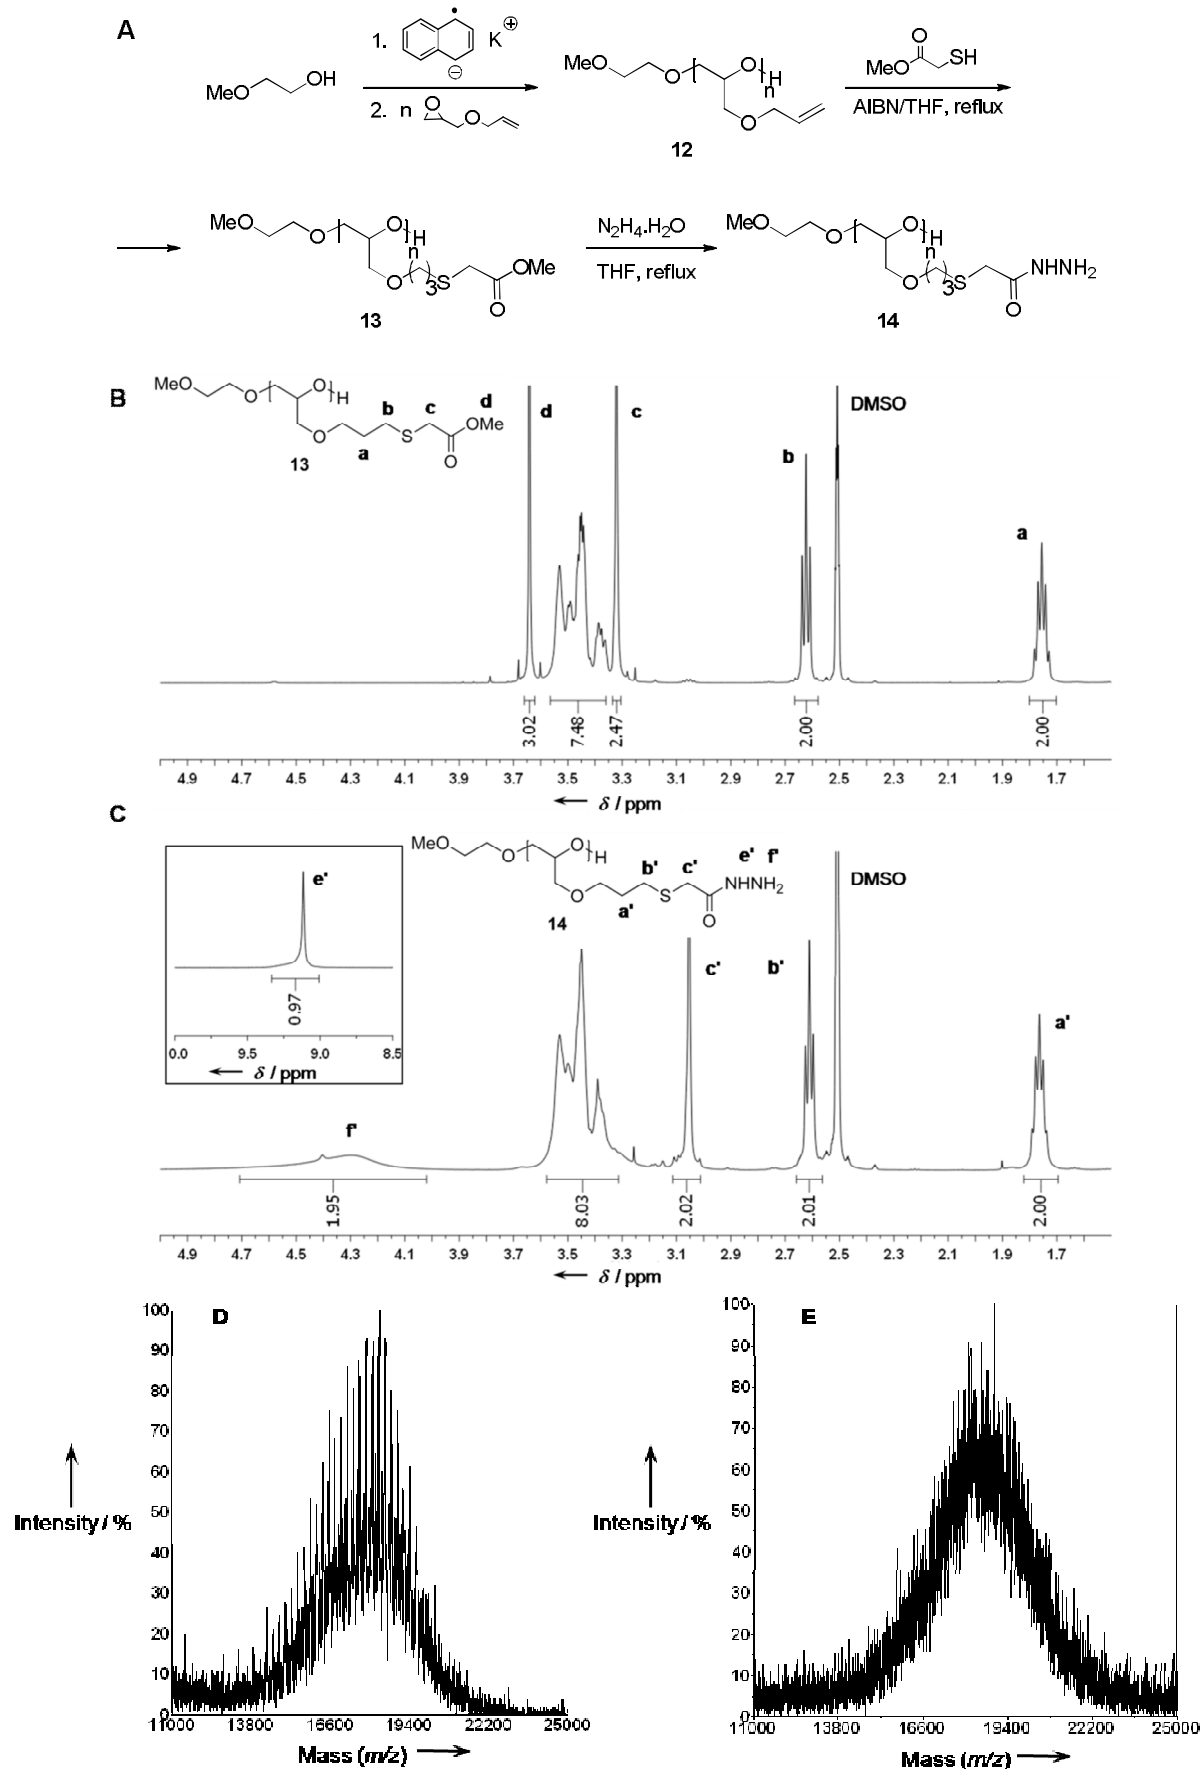 A
1.
K⊕
⊖
MeO OH
2. n O O
MeO O O H n
O
12
O
MeO SH
AIBN/THF, reflux
MeO O O H n
O 3 S OMe
O
13
N2H4.H2O
THF, reflux
MeO O O H n
O 3 S NHNH2
O
14
B
MeO O O H
b c d
O S OMe
a O
13
d c
DMSO
b
a
3.02 7.48 2.47 2.00 2.00
4.9 4.7 4.5 4.3 4.1 3.9 3.7 3.5 3.3 3.1 2.9 2.7 2.5 2.3 2.1 1.9 1.7
δ / ppm
C
MeO O O H
b' c' e' f'
O S NHNH2
a' O
14
e'
0.97
0.0 9.5 9.0 8.5
δ / ppm
DMSO
c' b'
a'
f'
1.95 8.03 2.02 2.01 2.00
4.9 4.7 4.5 4.3 4.1 3.9 3.7 3.5 3.3 3.1 2.9 2.7 2.5 2.3 2.1 1.9 1.7
δ / ppm
D
100
90
80
70
60
50
40
30
20
10
0
Intensity / %
11000 13800 16600 19400 22200 25000
Mass (m/z)
E
100
90
80
70
60
50
40
30
20
10
0
Intensity / %
11000 13800 16600 19400 22200 25000
Mass (m/z)